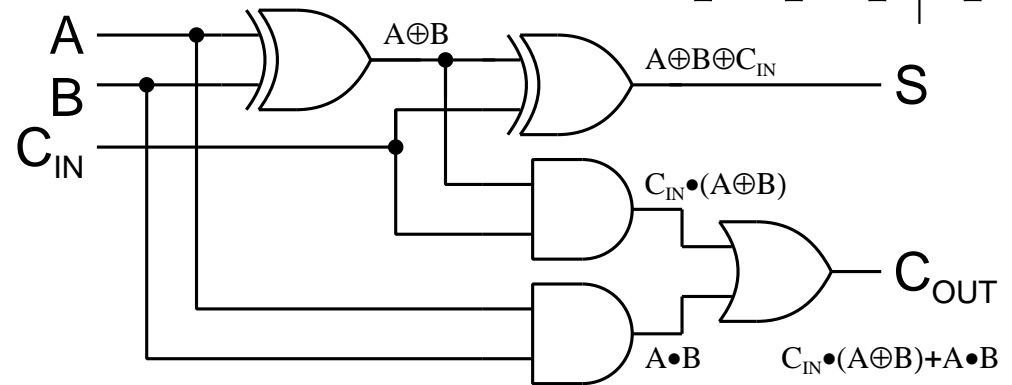 A
B
C_IN
A⊕B
A⊕B⊕C_IN
S
C_IN•(A⊕B)
C_OUT
A•B
C_IN•(A⊕B)+A•B